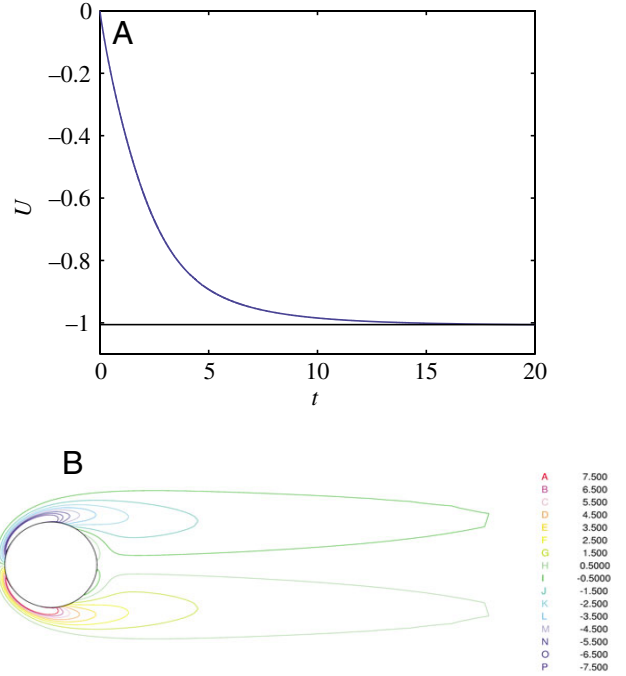 0
A
–0.2
–0.4
U
–0.6
–0.8
–1
0 5 10 15 20
t
B
A 7.500
B 6.500
C 5.500
D 4.500
E 3.500
F 2.500
G 1.500
H 0.5000
I -0.5000
J -1.500
K -2.500
L -3.500
M -4.500
N -5.500
O -6.500
P -7.500